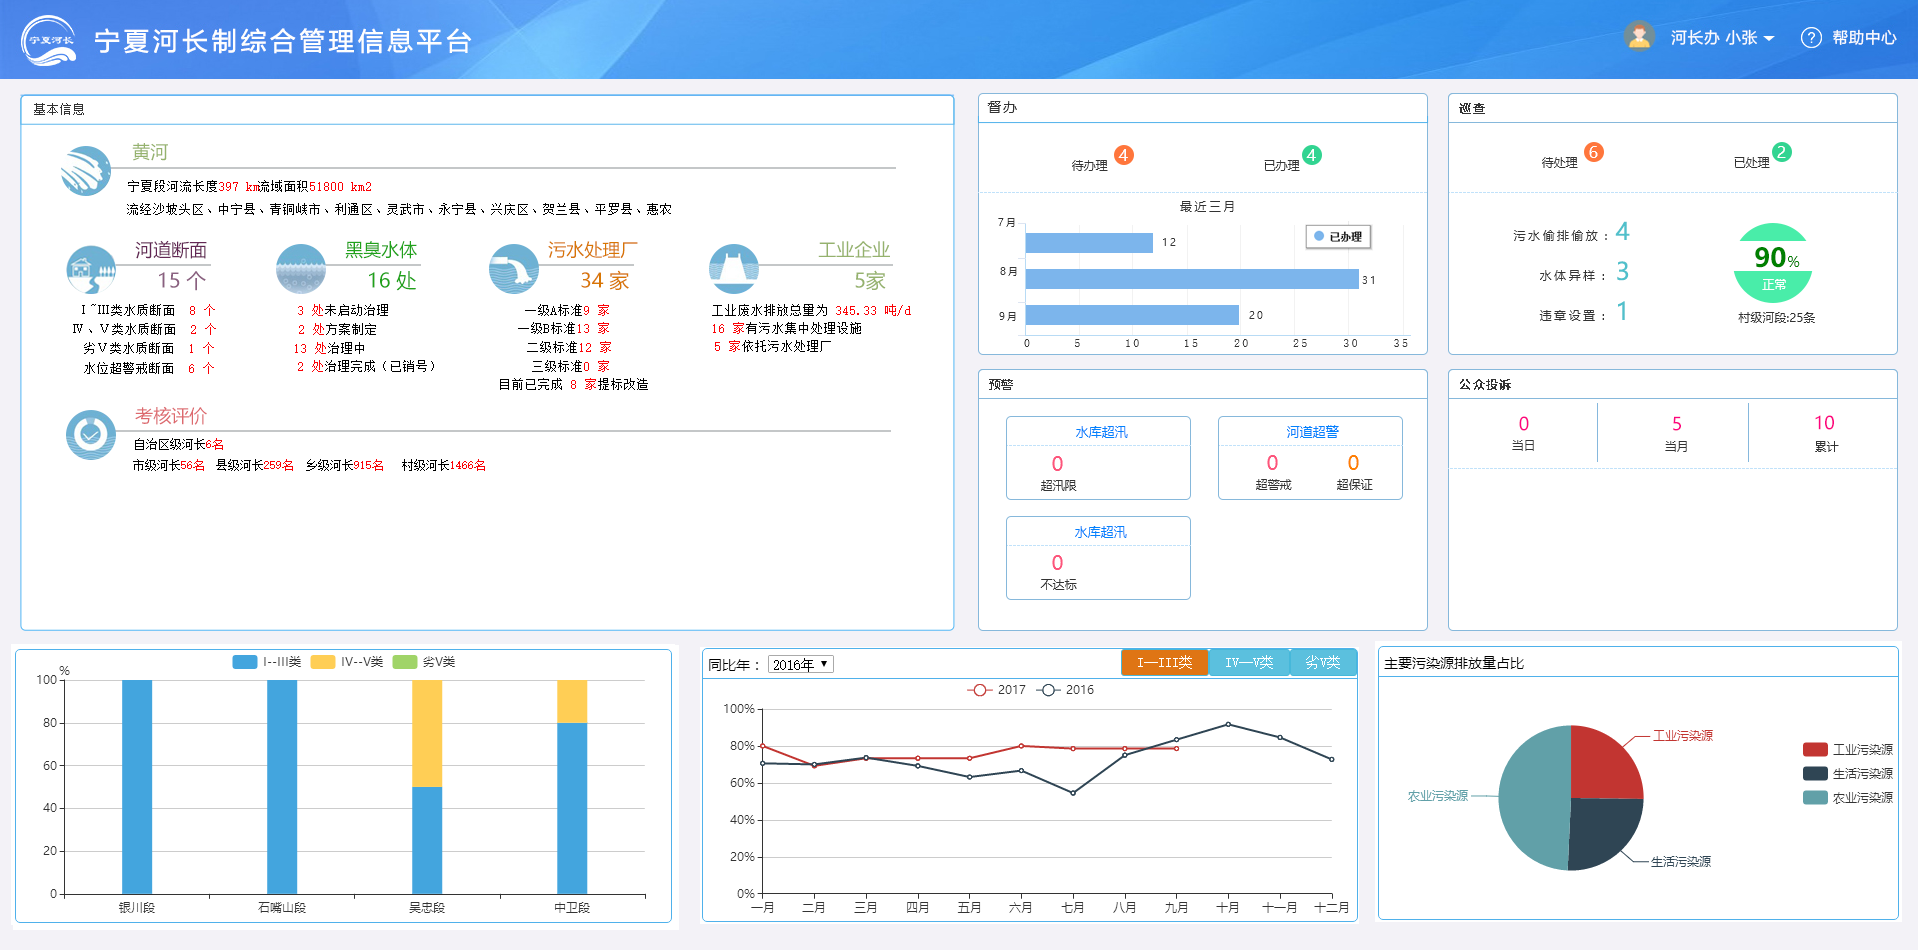 宁夏河长
宁夏河长制综合管理信息平台
河长办 小张
? 帮助中心
基本信息
黄河
宁夏段河流长度397 km流域面积51800 km2
流经沙坡头区、中宁县、青铜峡市、利通区、灵武市、永宁县、兴庆区、贺兰县、平罗县、惠农
河道断面
15 个
I~III类水质断面 8 个
IV、V类水质断面 2 个
劣V类水质断面 1 个
水位超警戒断面 6 个
黑臭水体
16 处
3 处未启动治理
2 处方案制定
13 处治理中
2 处治理完成（已销号）
污水处理厂
34 家
一级A标准9 家
一级B标准13 家
二级标准12 家
三级标准0 家
目前已完成 8 家提标改造
工业企业
5家
工业废水排放总量为 345.33 吨/d
16 家有污水集中处理设施
5 家依托污水处理厂
考核评价
自治区级河长6名
市级河长56名 县级河长259名 乡级河长915名 村级河长1466名
督办
待办理 4
已办理 4
最近三月
已办理
7月
12
8月
31
9月
20
0 5 10 15 20 25 30 35
巡查
待处理 6
已处理 2
污水偷排偷放：4
水体异样：3
违章设置：1
90%
正常
村级河段:25条
预警
水库超汛
0
超汛限
河道超警
0 0
超警戒 超保证
水库超汛
0
不达标
公众投诉
0 5 10
当日 当月 累计
I--III类 IV--V类 劣V类
%
100
80
60
40
20
0
银川段 石嘴山段 吴忠段 中卫段
同比年： 2016年
I—III类 IV—V类 劣V类
2017 2016
100%
80%
60%
40%
20%
0%
一月 二月 三月 四月 五月 六月 七月 八月 九月 十月 十一月 十二月
主要污染源排放量占比
工业污染源
农业污染源
生活污染源
工业污染源
生活污染源
农业污染源